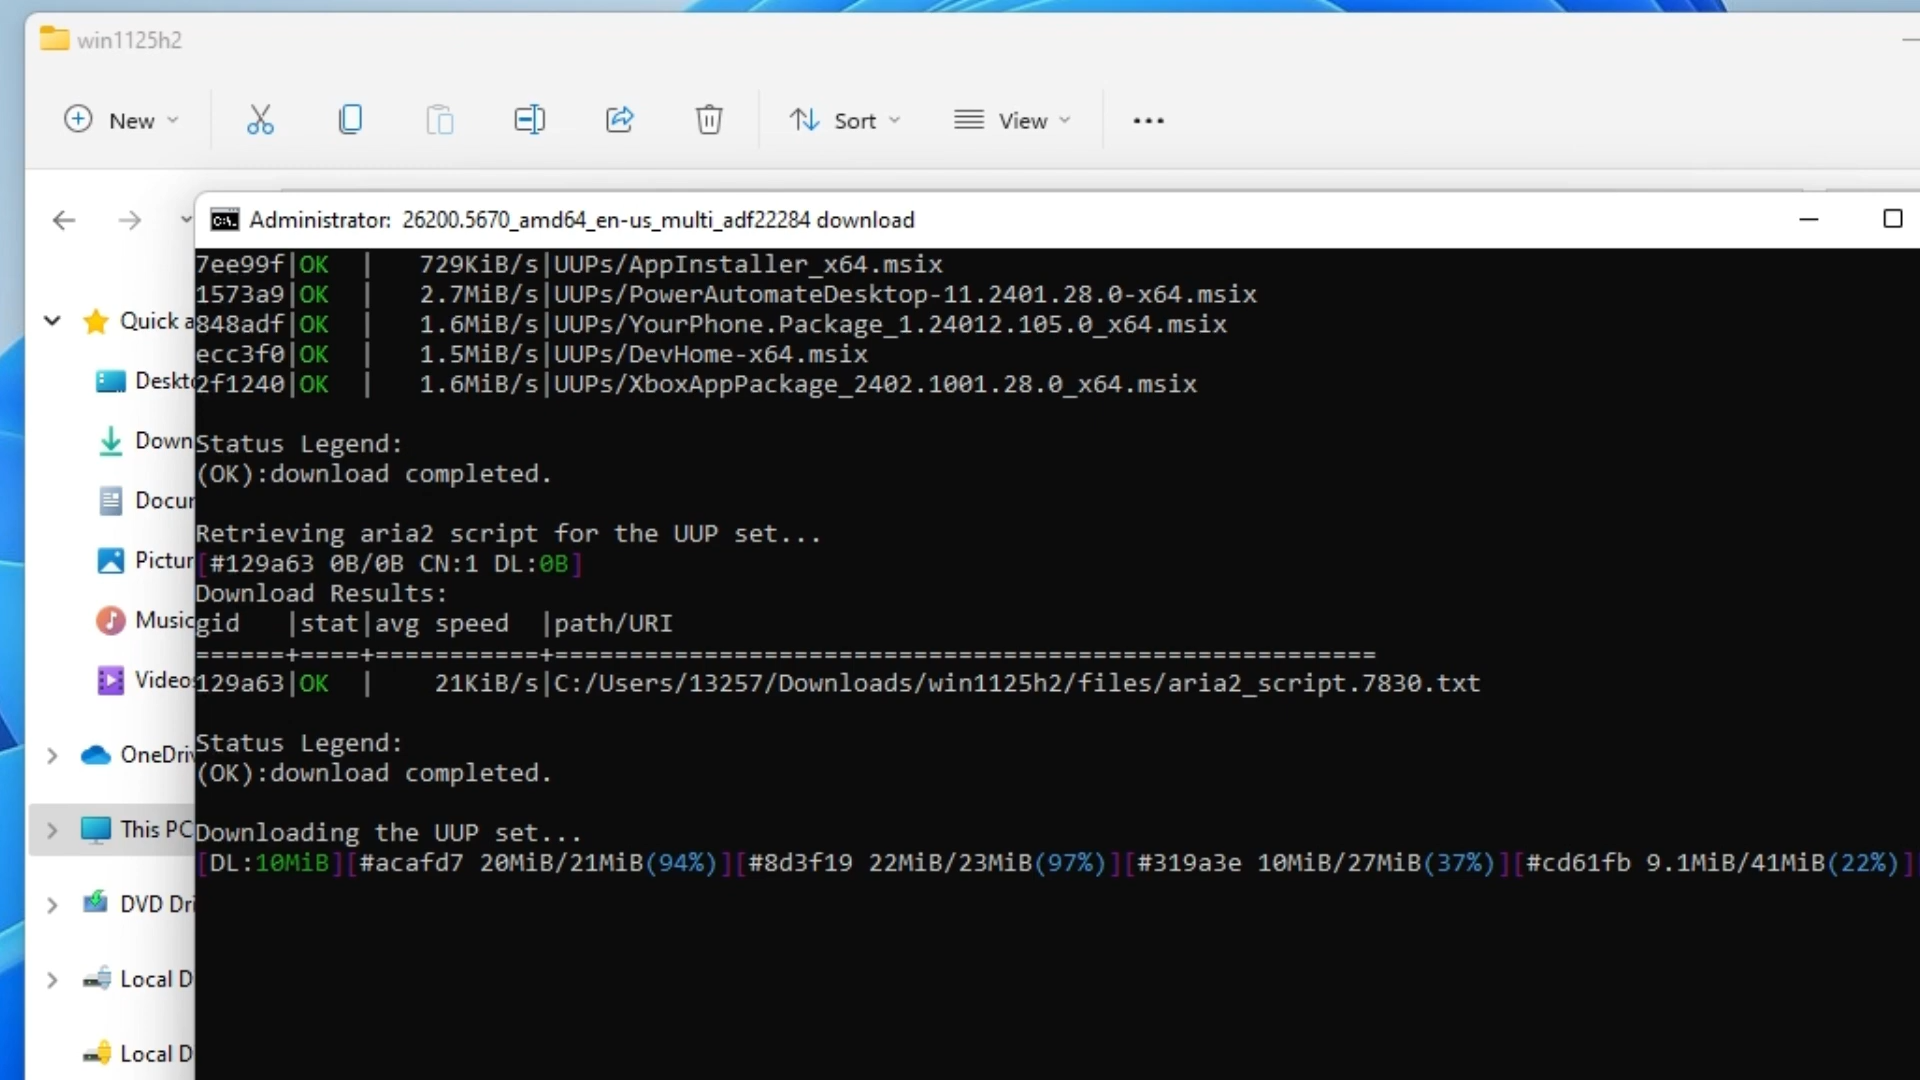 win1125h2
New
Sort
View
Administrator: 26200.5670_amd64_en-us_multi_adf22284 download
7ee99f|OK  |   729KiB/s|UUPs/AppInstaller_x64.msix
1573a9|OK  |   2.7MiB/s|UUPs/PowerAutomateDesktop-11.2401.28.0-x64.msix
Quick a
848adf|OK  |   1.6MiB/s|UUPs/YourPhone.Package_1.24012.105.0_x64.msix
ecc3f0|OK  |   1.5MiB/s|UUPs/DevHome-x64.msix
Deskto
2f1240|OK  |   1.6MiB/s|UUPs/XboxAppPackage_2402.1001.28.0_x64.msix
Down
Status Legend:
(OK):download completed.
Docur
Retrieving aria2 script for the UUP set...
Pictur
[#129a63 0B/0B CN:1 DL:0B]
Download Results:
Music
gid   |stat|avg speed  |path/URI
======+====+===========+=======================================================
Videos
129a63|OK  |    21KiB/s|C:/Users/13257/Downloads/win1125h2/files/aria2_script.7830.txt
Status Legend:
OneDriv
(OK):download completed.
This PC
Downloading the UUP set...
[DL:10MiB][#acafd7 20MiB/21MiB(94%)][#8d3f19 22MiB/23MiB(97%)][#319a3e 10MiB/27MiB(37%)][#cd61fb 9.1MiB/41MiB(22%)]
DVD Dri
Local D
Local D